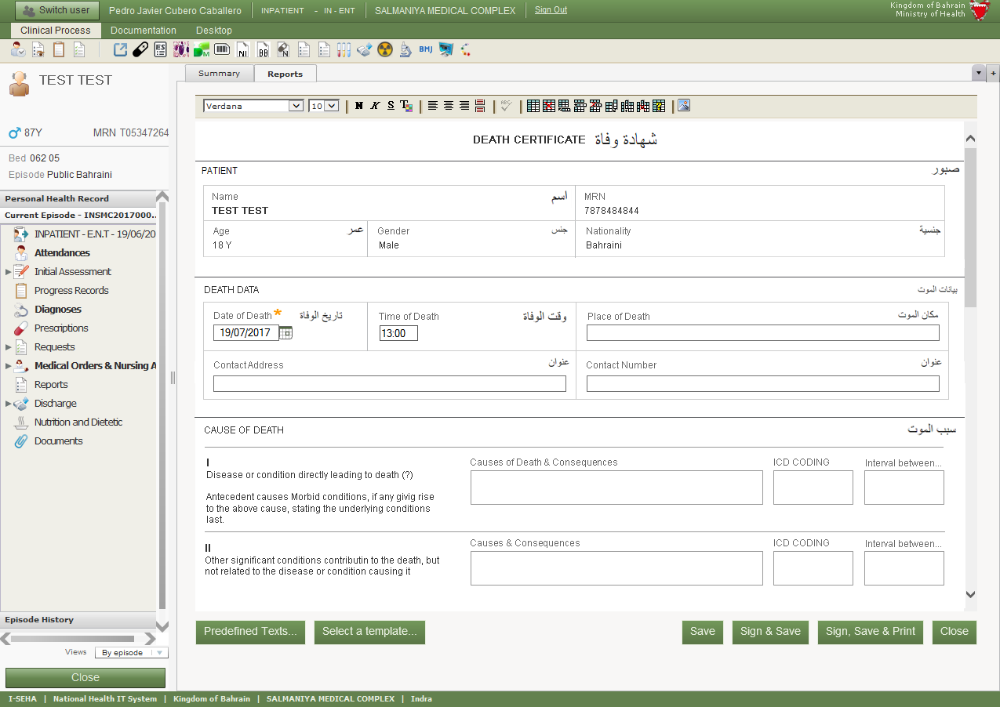 Switch user
Pedro Javier Cubero Caballero
INPATIENT - IN - ENT
SALMANIYA MEDICAL COMPLEX
Sign Out
Kingdom of Bahrain
Ministry of Health
Clinical Process
Documentation
Desktop
ES
M
NI
BB
N
BMJ
TEST TEST
87Y
MRN T05347264
Bed 062 05
Episode Public Bahraini
Personal Health Record
Current Episode - INSMC2017000..
INPATIENT - E.N.T - 19/06/20
Attendances
Initial Assessment
Progress Records
Diagnoses
Prescriptions
Requests
Medical Orders & Nursing A
Reports
Discharge
Nutrition and Dietetic
Documents
Episode History
Views
By episode
Close
Summary
Reports
+
Verdana
10
N K S T
ABC
DEATH CERTIFICATE شهادة وفاة
PATIENT
صبور
Name
اسم
TEST TEST
MRN
7878484844
Age
عمر
18 Y
Gender
جنس
Male
Nationality
جنسية
Bahraini
DEATH DATA
بيانات الموت
Date of Death*
تاريخ الوفاة
19/07/2017
Time of Death
وقت الوفاة
13:00
Place of Death
مكان الموت
Contact Address
عنوان
Contact Number
عنوان
CAUSE OF DEATH
سبب الموت
I
Disease or condition directly leading to death (?)
Antecedent causes Morbid conditions, if any givig rise
to the above cause, stating the underlying conditions
last.
Causes of Death & Consequences
ICD CODING
Interval between...
II
Other significant conditions contributin to the death, but
not related to the disease or condition causing it
Causes & Consequences
ICD CODING
Interval between...
Predefined Texts...
Select a template...
Save
Sign & Save
Sign, Save & Print
Close
I-SEHA | National Health IT System | Kingdom of Bahrain | SALMANIYA MEDICAL COMPLEX | Indra